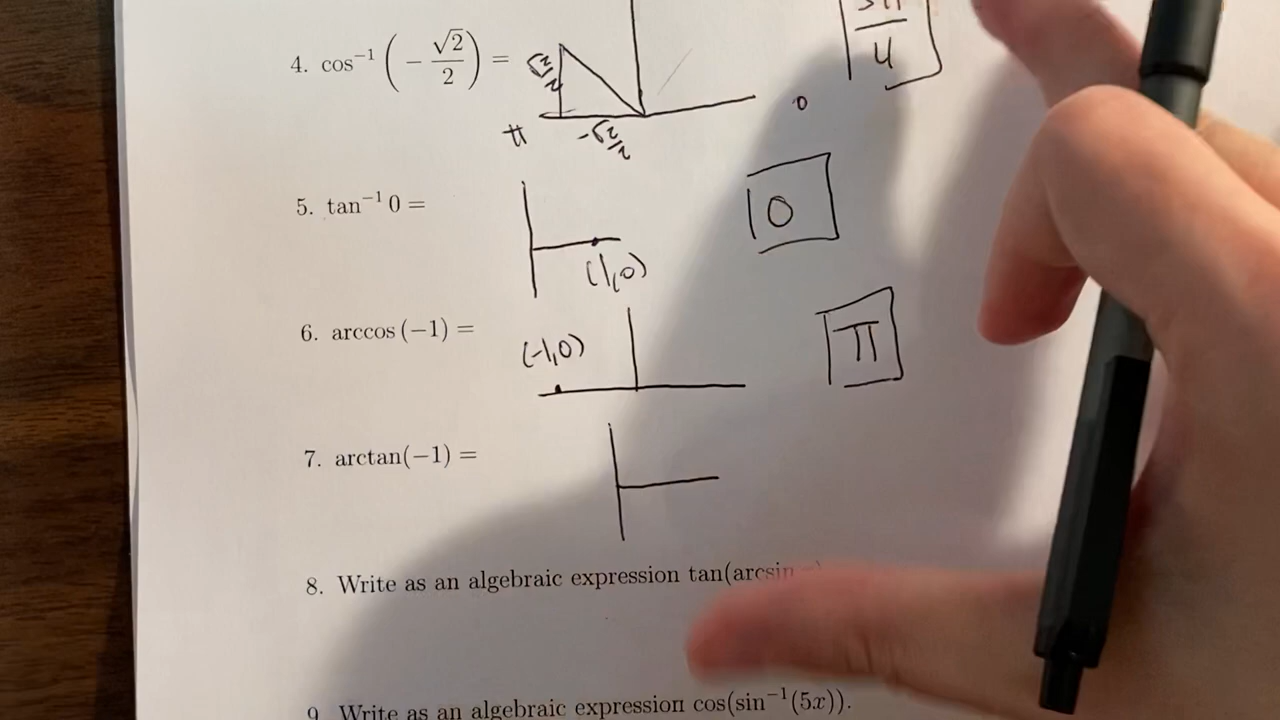 4. cos⁻¹(−√2/2) = √2/2 π −√2/2 0 3π/4
5. tan⁻¹ 0 = (1,0) 0
6. arccos (−1) = (-1,0) π
7. arctan(−1) =
8. Write as an algebraic expression tan(arcsin
9. Write as an algebraic expression cos(sin⁻¹(5x)).